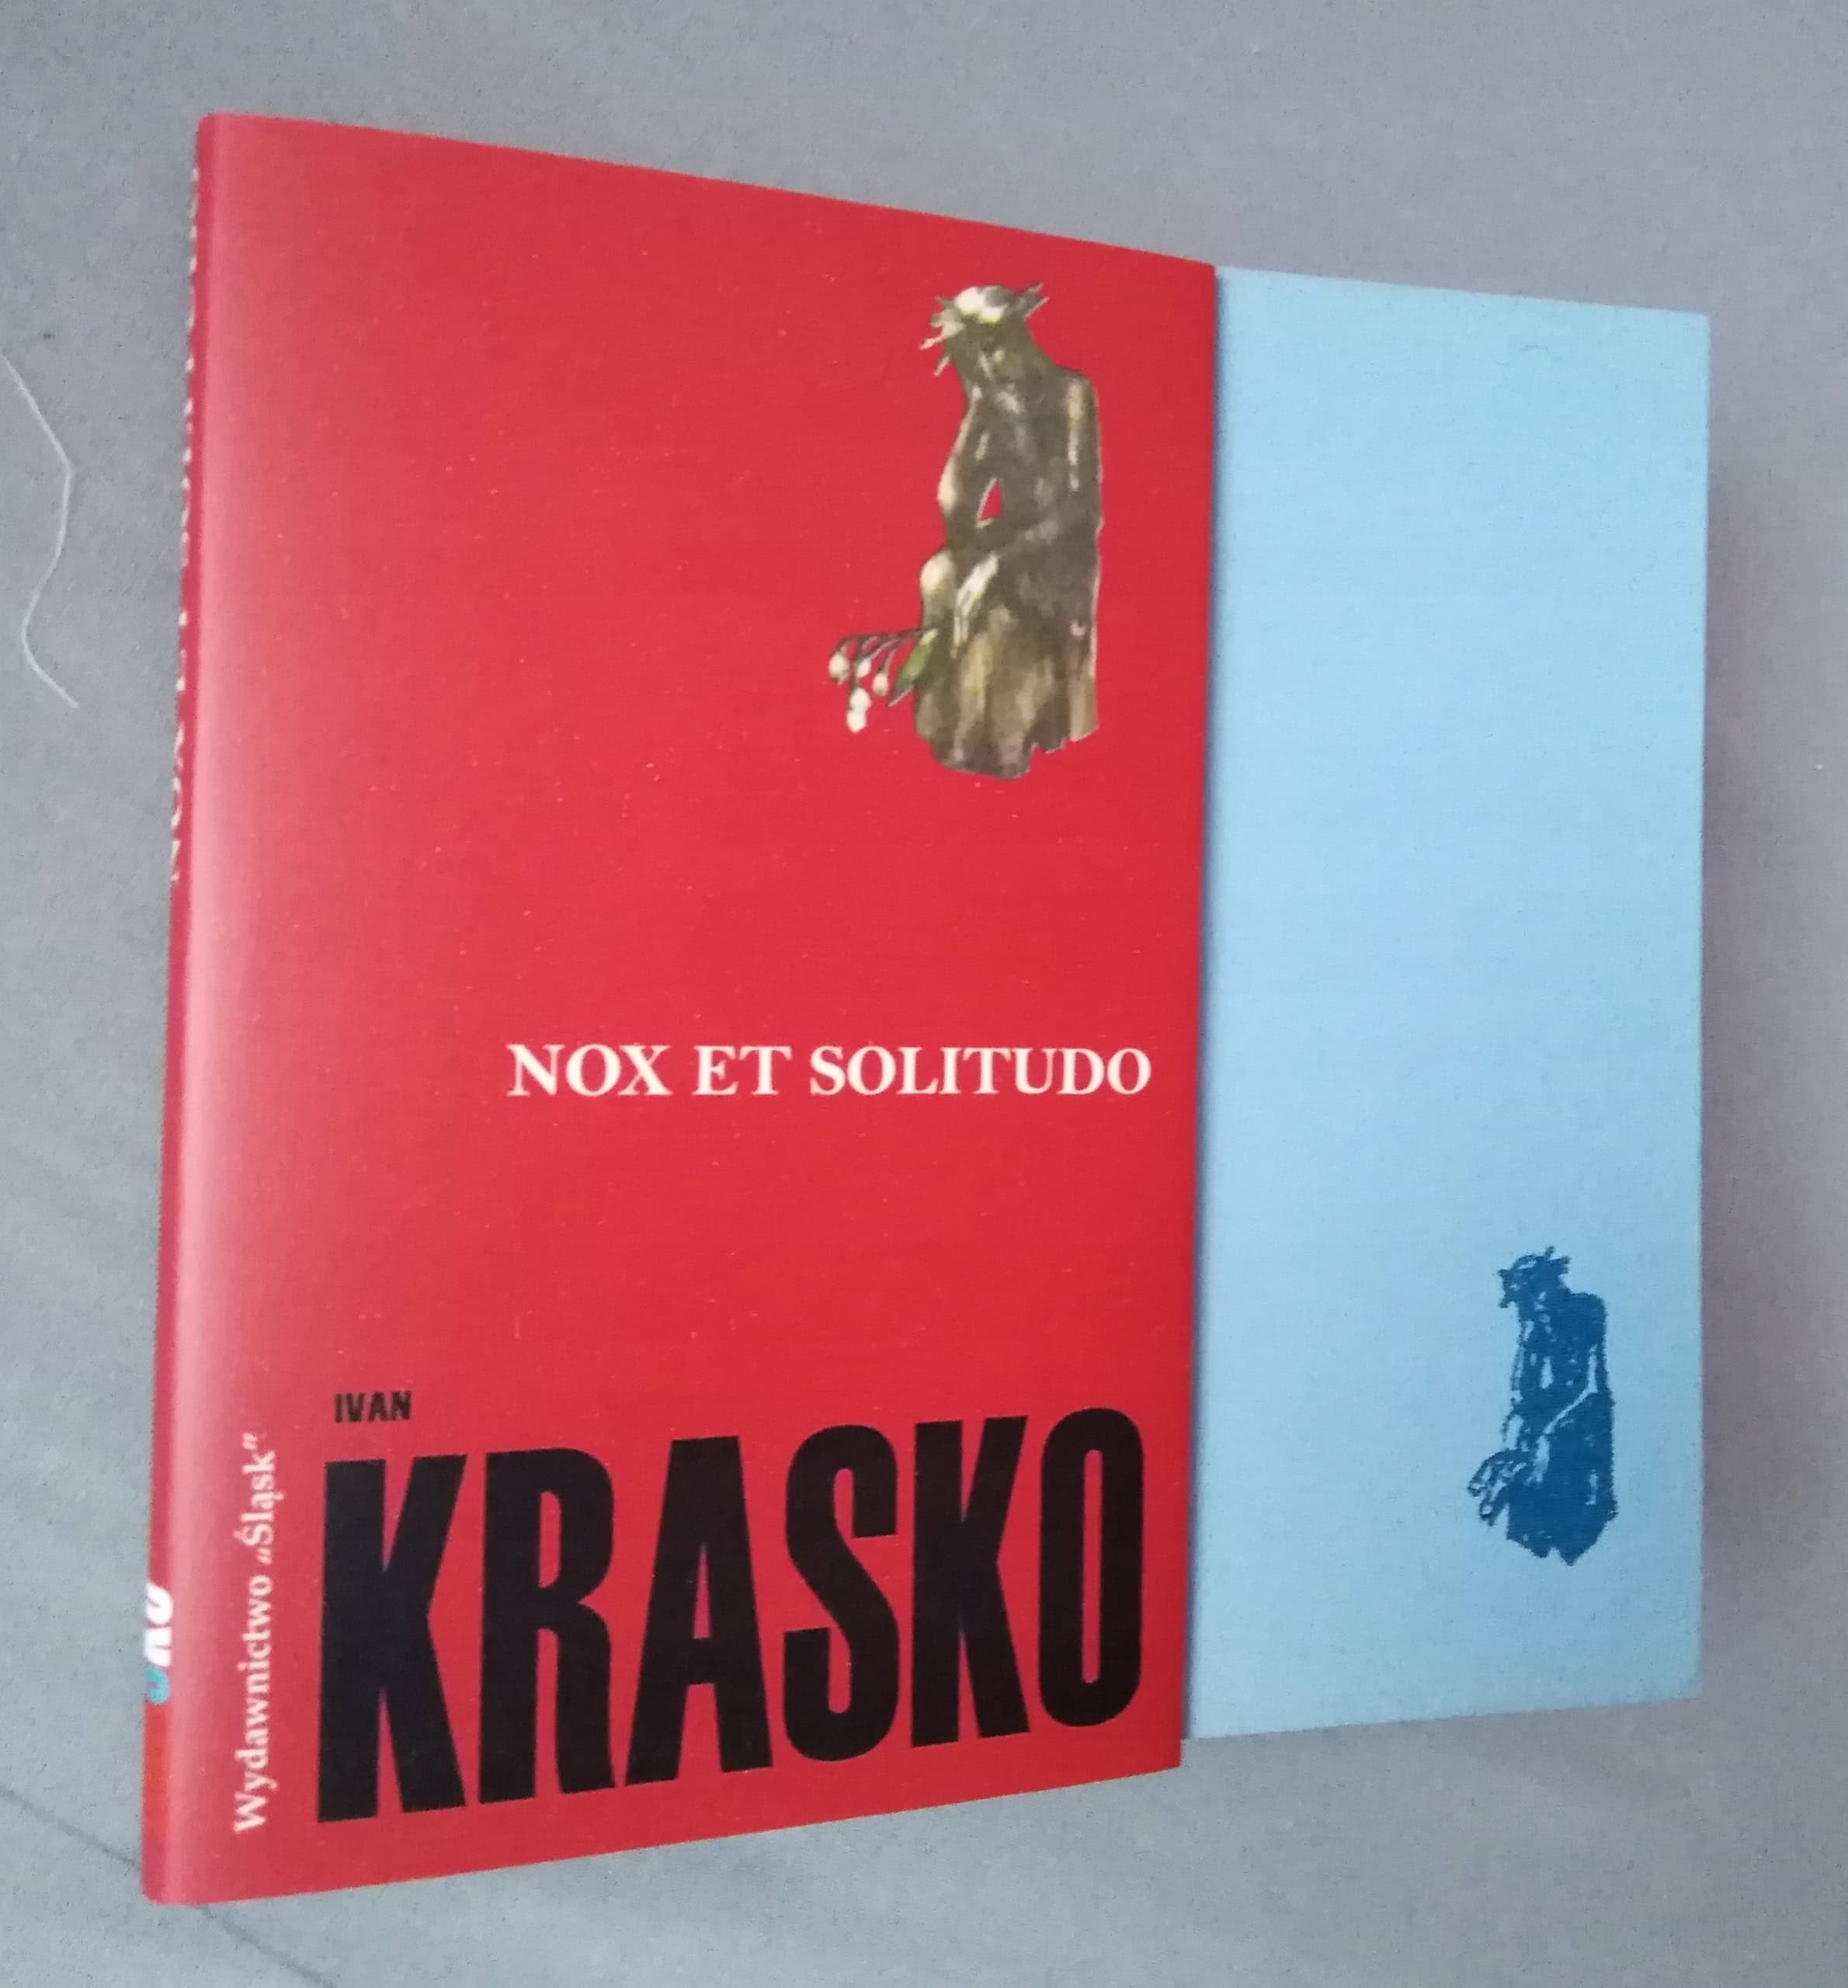 NOX ET SOLITUDO
IVAN
KRASKO
Wydawnictwo „Śląsk”